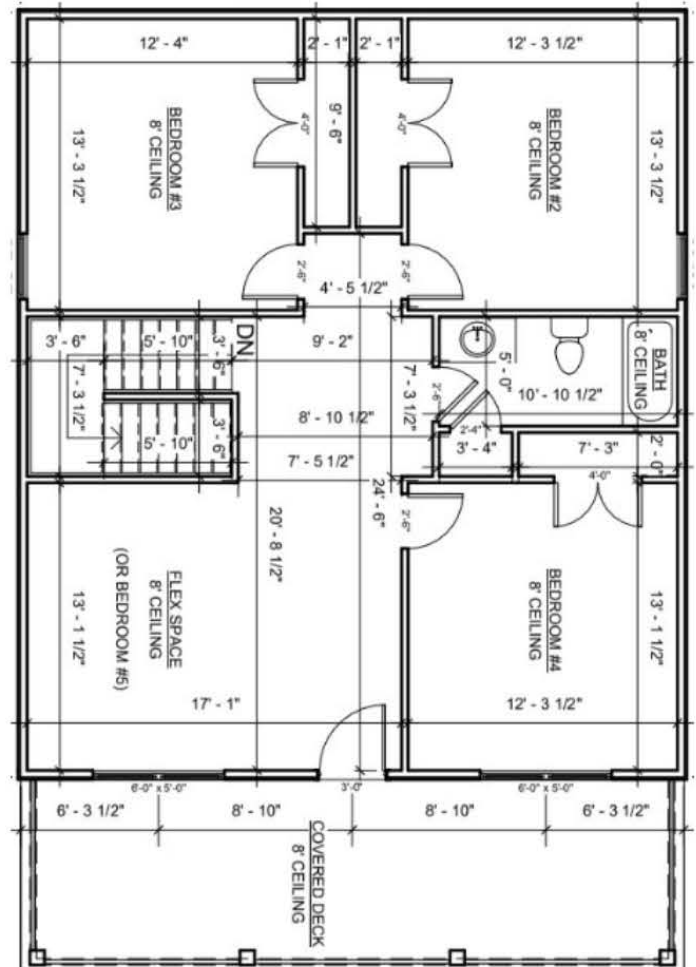 12' - 4"
2' - 1"
2' - 1"
12' - 3 1/2"
9' - 6"
4'-0"
4'-0"
BEDROOM #3
8' CEILING
13' - 3 1/2"
BEDROOM #2
8' CEILING
13' - 3 1/2"
2'-6"
2'-6"
4' - 5 1/2"
3' - 6"
5' - 10"
3' - 6"
DN
9' - 2"
7' - 3 1/2"
7' - 3 1/2"
5' - 0"
BATH
8' CEILING
10' - 10 1/2"
2'-6"
5' - 10"
3' - 6"
8' - 10 1/2"
2'-4"
3' - 4"
7' - 3"
2' - 0"
7' - 5 1/2"
4'-0"
24' - 6"
2'-6"
20' - 8 1/2"
FLEX SPACE
8' CEILING
(OR BEDROOM #5)
13' - 1 1/2"
BEDROOM #4
8' CEILING
13' - 1 1/2"
17' - 1"
12' - 3 1/2"
6'-0" x 5'-0"
3'-0"
6'-0" x 5'-0"
6' - 3 1/2"
8' - 10"
8' - 10"
6' - 3 1/2"
COVERED DECK
8' CEILING